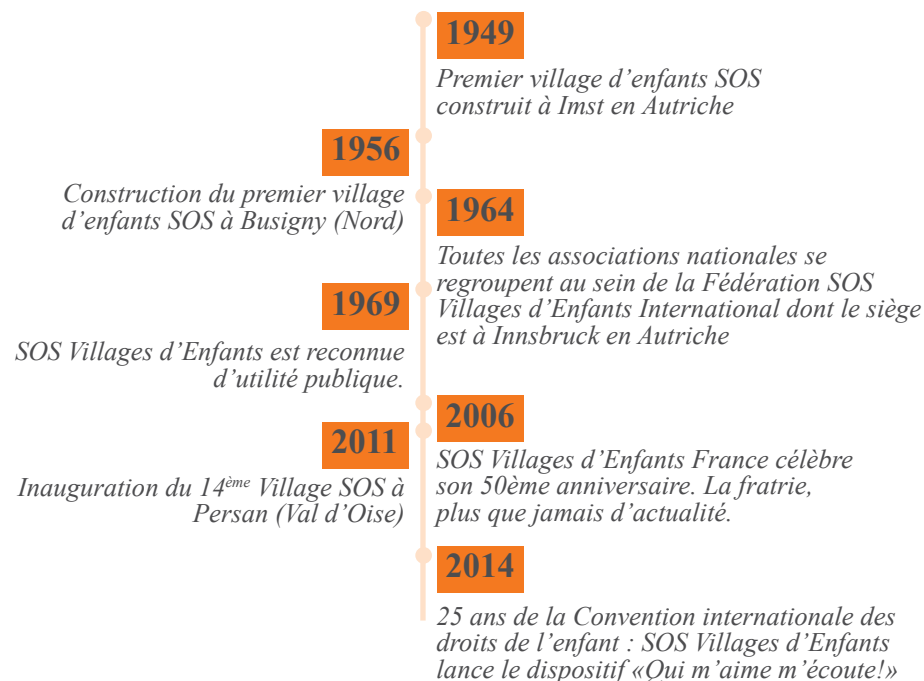 1949
Premier village d’enfants SOS
construit à Imst en Autriche
1956
Construction du premier village
d’enfants SOS à Busigny (Nord)
1964
Toutes les associations nationales se
regroupent au sein de la Fédération SOS
Villages d’Enfants International dont le siège
est à Innsbruck en Autriche
1969
SOS Villages d’Enfants est reconnue
d’utilité publique.
2006
SOS Villages d’Enfants France célèbre
son 50ème anniversaire. La fratrie,
plus que jamais d’actualité.
2011
Inauguration du 14ème Village SOS à
Persan (Val d’Oise)
2014
25 ans de la Convention internationale des
droits de l’enfant : SOS Villages d’Enfants
lance le dispositif «Qui m’aime m’écoute!»